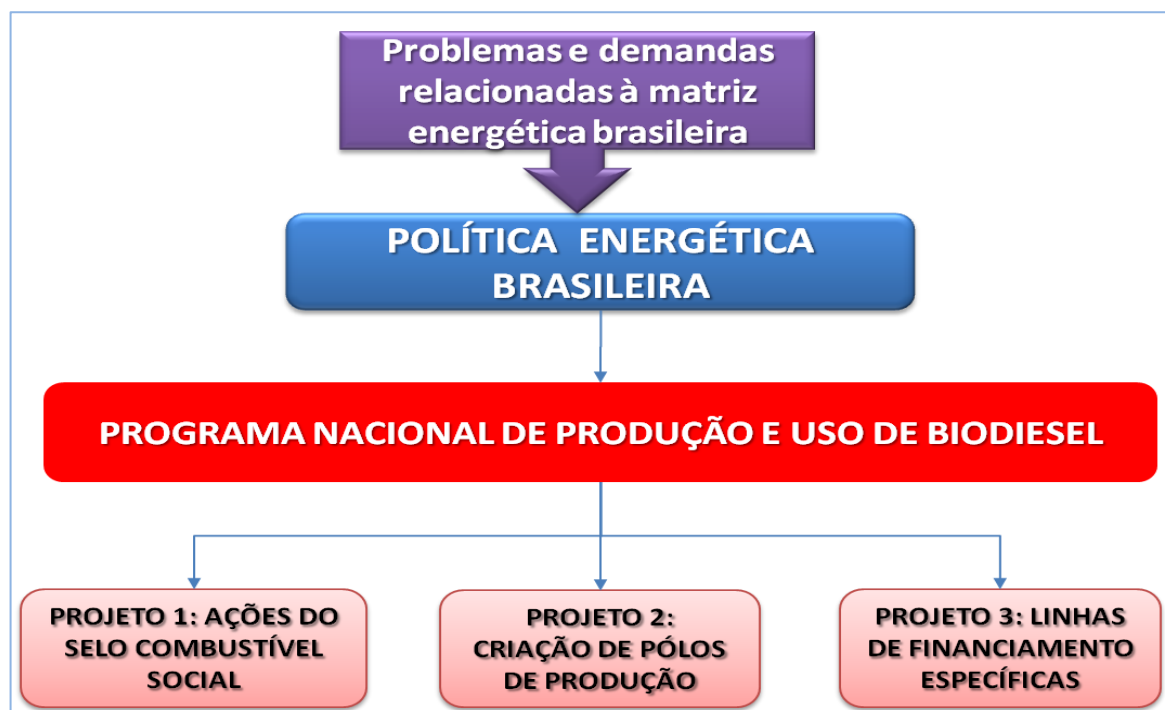 Problemas e demandas
relacionadas à matriz
energética brasileira
POLÍTICA ENERGÉTICA
BRASILEIRA
PROGRAMA NACIONAL DE PRODUÇÃO E USO DE BIODIESEL
PROJETO 1: AÇÕES DO
SELO COMBUSTÍVEL
SOCIAL
PROJETO 2:
CRIAÇÃO DE PÓLOS
DE PRODUÇÃO
PROJETO 3: LINHAS
DE FINANCIAMENTO
ESPECÍFICAS